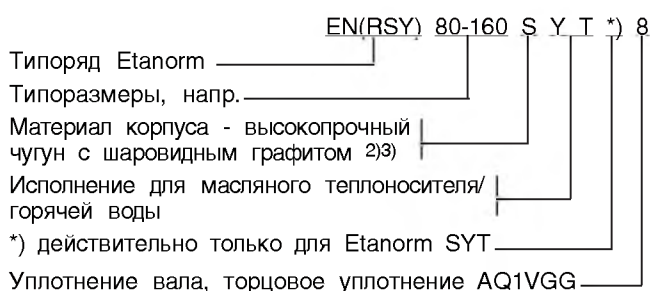 EN(RSY) 80-160 S Y T *) 8
Типоряд Etanorm
Типоразмеры, напр.
Материал корпуса - высокопрочный
чугун с шаровидным графитом 2)3)
Исполнение для масляного теплоносителя/
горячей воды
*) действительно только для Etanorm SYT
Уплотнение вала, торцовое уплотнение AQ1VGG